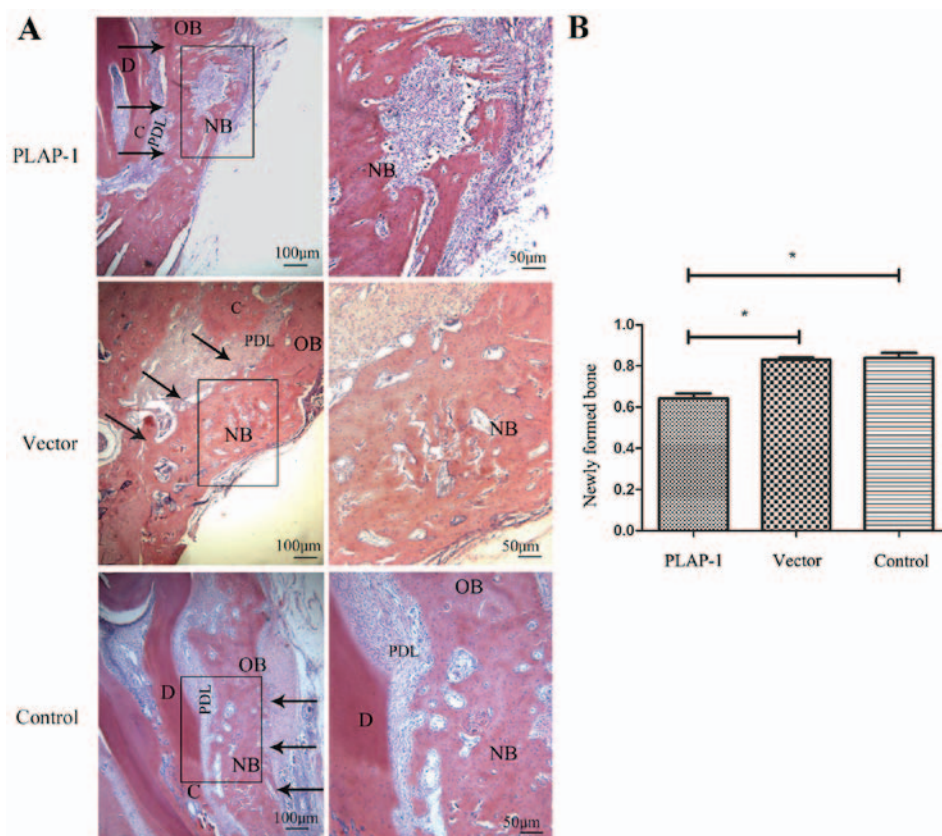 A
PLAP-1
OB
D
C
PDL
NB
100µm
NB
50µm
Vector
C
PDL
OB
NB
100µm
NB
50µm
Control
OB
D
PDL
NB
C
100µm
OB
PDL
D
NB
50µm
B
*
*
Newly formed bone
1.0
0.8
0.6
0.4
0.2
0.0
PLAP-1 Vector Control